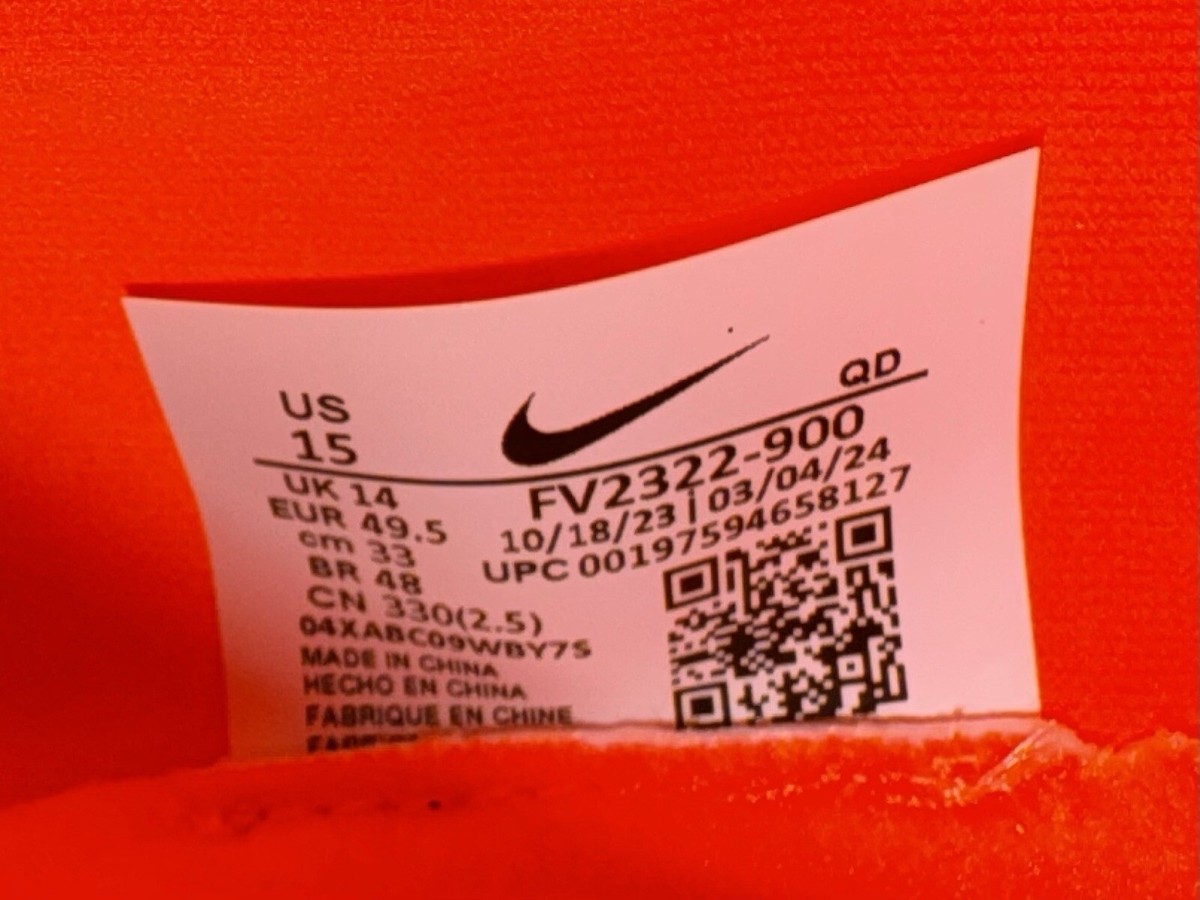 US
15
QD
UK 14
EUR 49.5
cm 33
BR 48
CN 330(2.5)
04XABC09WBY7S
MADE IN CHINA
HECHO EN CHINA
FABRIQUE EN CHINE
FV2322-900
10/18/23 | 03/04/24
UPC 00197594658127